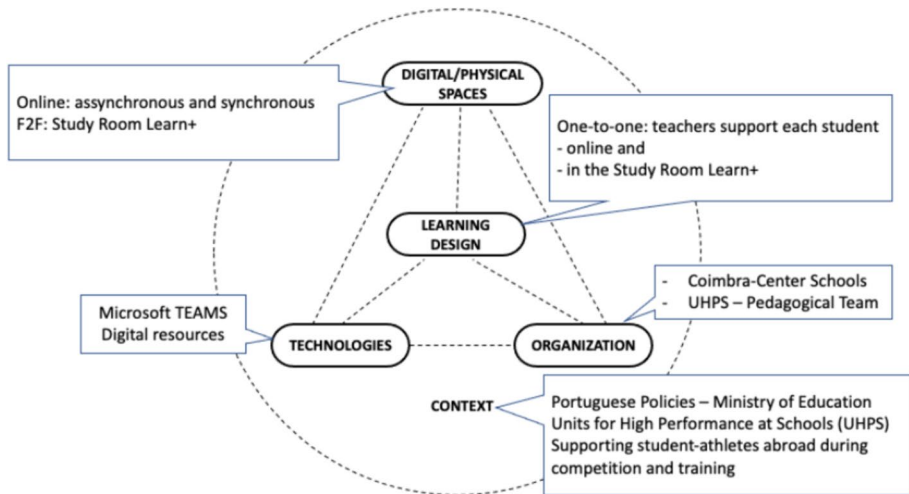 DIGITAL/PHYSICAL
SPACES
Online: assynchronous and synchronous
F2F: Study Room Learn+
One-to-one: teachers support each student
- online and
- in the Study Room Learn+
LEARNING
DESIGN
- Coimbra-Center Schools
- UHPS – Pedagogical Team
Microsoft TEAMS
Digital resources
TECHNOLOGIES
ORGANIZATION
CONTEXT
Portuguese Policies – Ministry of Education
Units for High Performance at Schools (UHPS)
Supporting student-athletes abroad during
competition and training